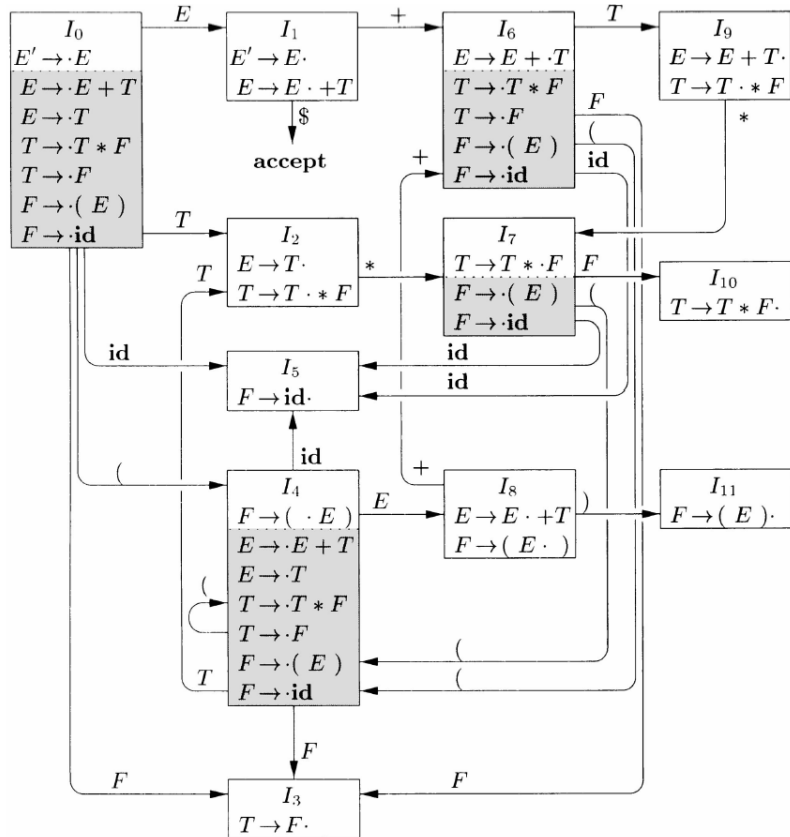 I₀
E′ → ·E
E → ·E + T
E → ·T
T → ·T * F
T → ·F
F → ·( E )
F → ·id
E
I₁
E′ → E·
E → E · +T
$
accept
+
I₆
E → E + ·T
T → ·T * F
T → ·F
F → ·( E )
F → ·id
T
I₉
E → E + T·
T → T · * F
*
F
(
id
+
T
I₂
E → T·
T → T · * F
T
*
I₇
T → T * ·F
F → ·( E )
F → ·id
F
(
I₁₀
T → T * F·
id
I₅
F → id·
id
id
id
(
I₄
F → ( · E )
E → ·E + T
E → ·T
T → ·T * F
T → ·F
F → ·( E )
F → ·id
E
+
I₈
E → E · +T
F → ( E · )
)
I₁₁
F → ( E )·
(
(
T
(
F
F
I₃
T → F·
F